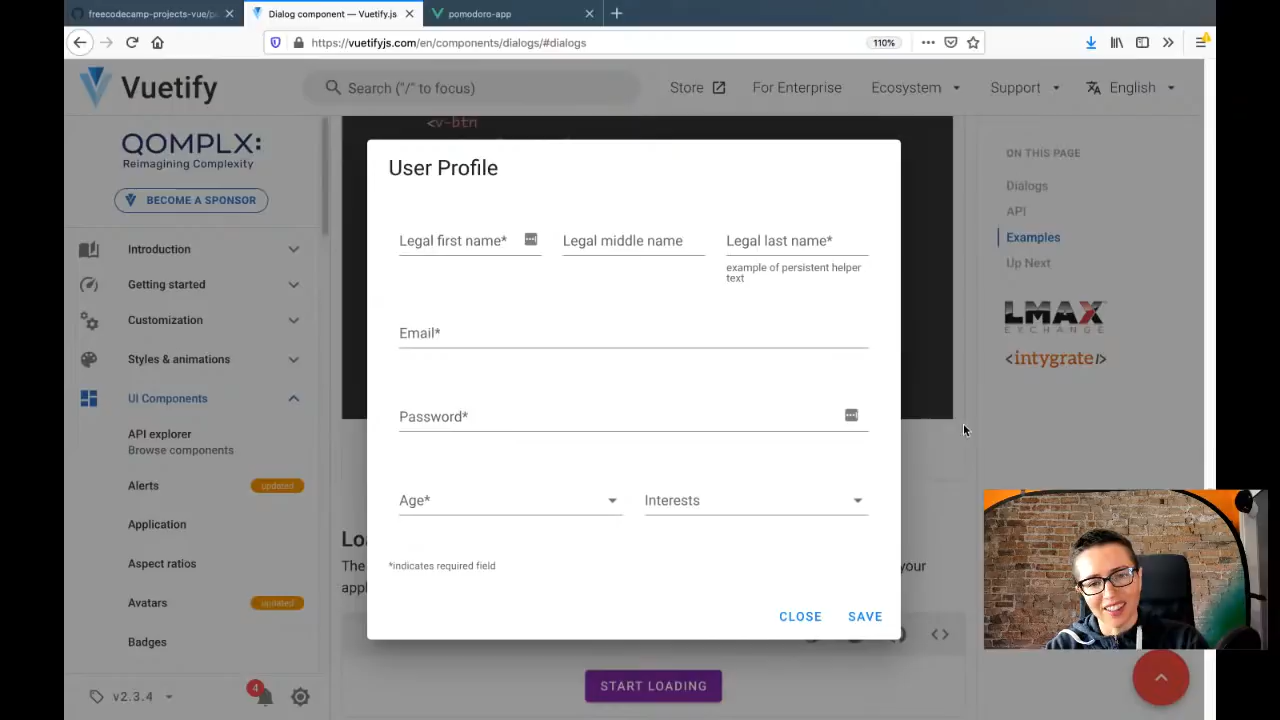 freecodecamp-projects-vue/p
Dialog component — Vuetify.js
pomodoro-app
https://vuetifyjs.com/en/components/dialogs/#dialogs
110%
Vuetify
Search ("/" to focus)
Store
For Enterprise
Ecosystem
Support
English
QOMPLX:
Reimagining Complexity
BECOME A SPONSOR
Introduction
Getting started
Customization
Styles & animations
UI Components
API explorer
Browse components
Alerts
updated
Application
Aspect ratios
Avatars
updated
Badges
v2.3.4
4
<v-btn
User Profile
Legal first name*
Legal middle name
Legal last name*
example of persistent helper
text
Email*
Password*
Age*
Interests
*indicates required field
CLOSE
SAVE
Loa
The
your
appl
START LOADING
ON THIS PAGE
Dialogs
API
Examples
Up Next
LMAX
EXCHANGE
<intygrate/>